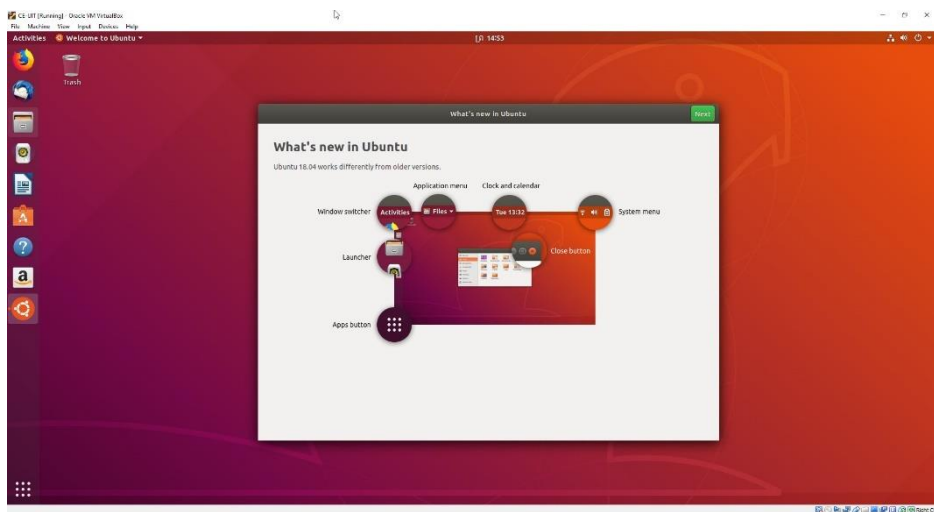 CE-UIT [Running] - Oracle VM VirtualBox
File Machine View Input Devices Help
Activities Welcome to Ubuntu
14:53
Trash
What's new in Ubuntu
Next
What's new in Ubuntu
Ubuntu 18.04 works differently from older versions.
Application menu Clock and calendar
Window switcher Activities Files Tue 13:32 System menu
Launcher Close button
Apps button
Right C